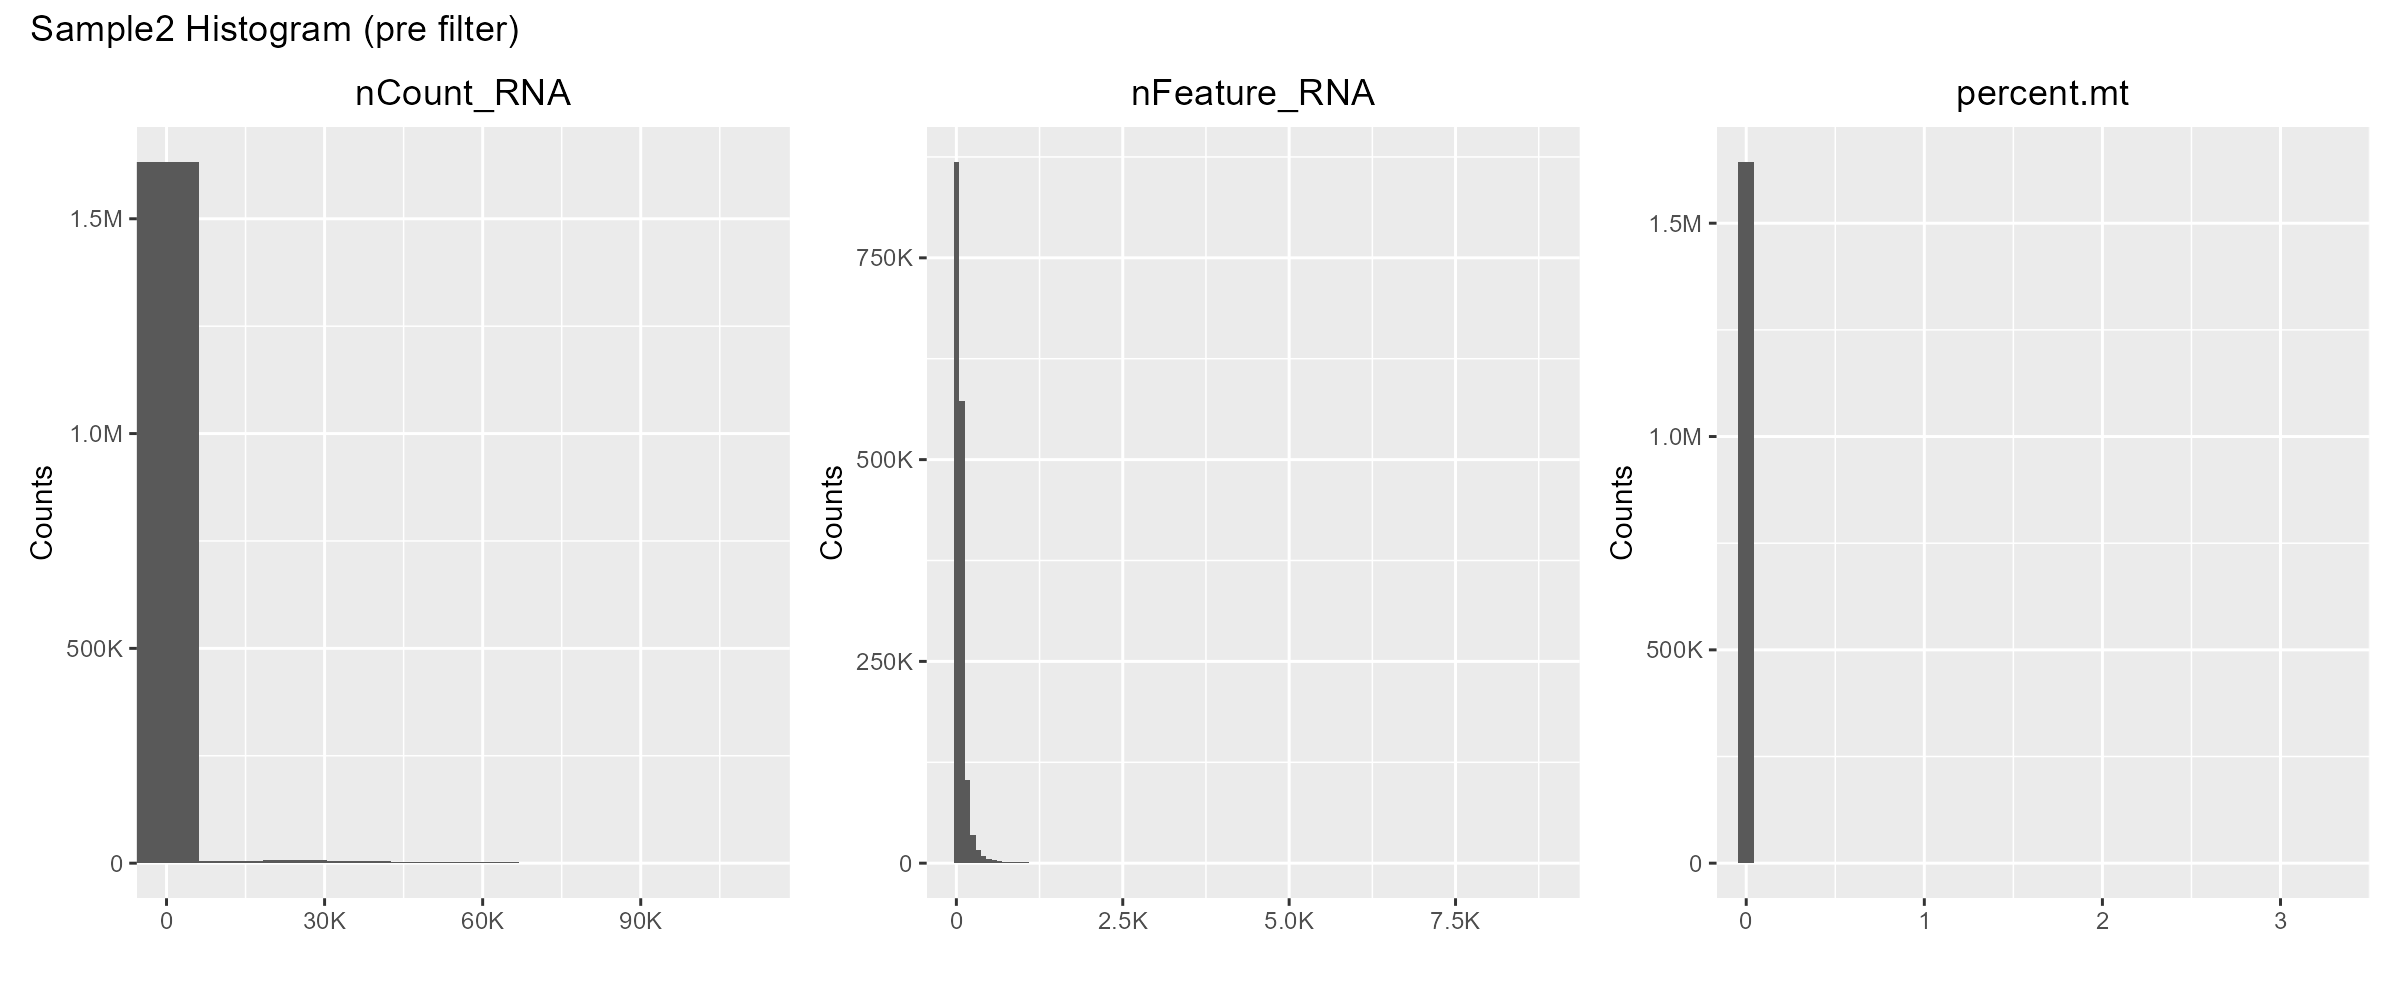 Sample2 Histogram (pre filter)
nCount_RNA
Counts
1.5M
1.0M
500K
0
0 30K 60K 90K
nFeature_RNA
Counts
750K
500K
250K
0
0 2.5K 5.0K 7.5K
percent.mt
Counts
1.5M
1.0M
500K
0
0 1 2 3